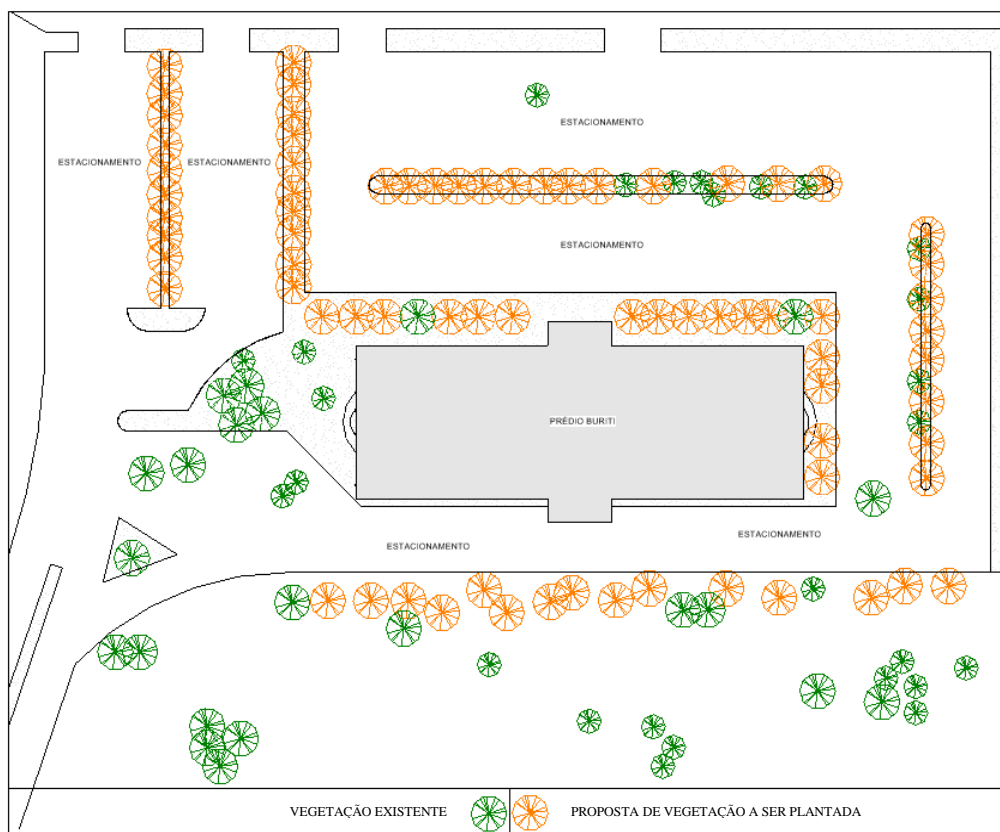 ESTACIONAMENTO
ESTACIONAMENTO
ESTACIONAMENTO
ESTACIONAMENTO
PRÉDIO BURITI
ESTACIONAMENTO
ESTACIONAMENTO
VEGETAÇÃO EXISTENTE
PROPOSTA DE VEGETAÇÃO A SER PLANTADA